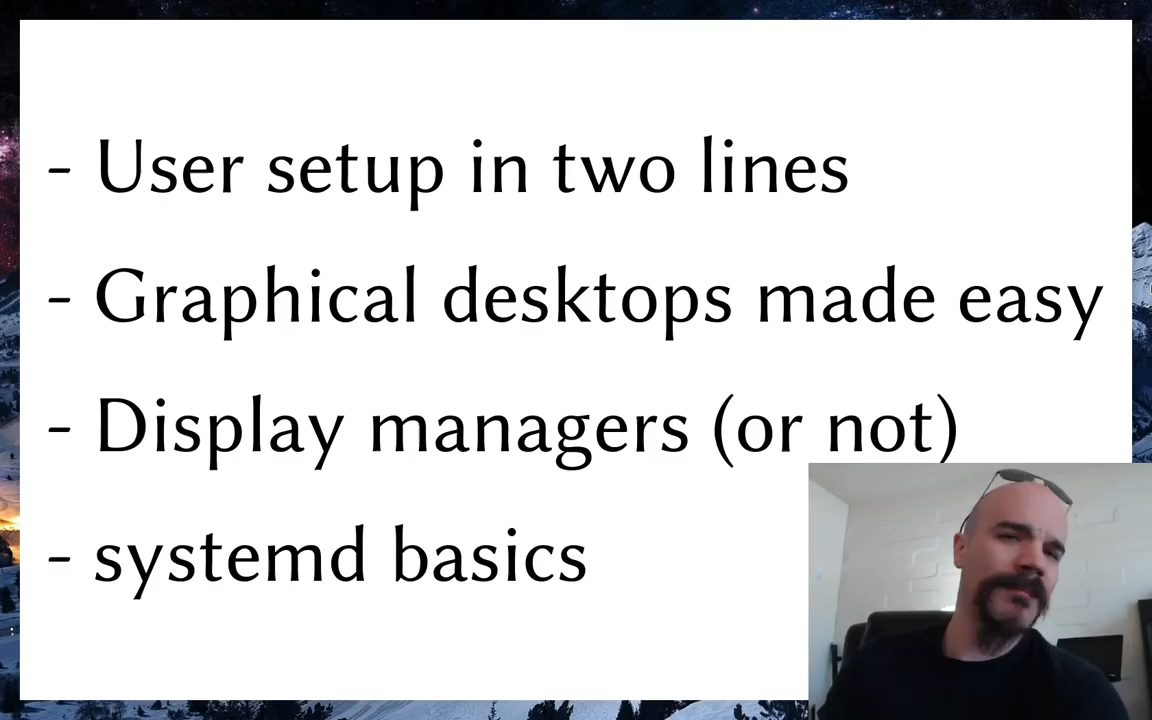 - User setup in two lines
- Graphical desktops made easy
- Display managers (or not)
- systemd basics